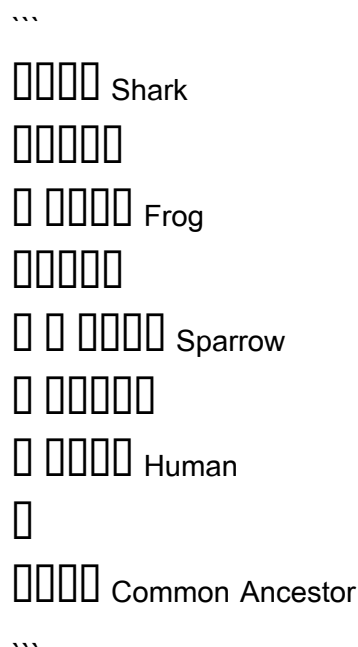 ```
▯▯▯▯ Shark
▯▯▯▯▯
▯ ▯▯▯▯ Frog
▯▯▯▯▯
▯ ▯ ▯▯▯▯ Sparrow
▯ ▯▯▯▯▯
▯ ▯▯▯▯ Human
▯
▯▯▯▯ Common Ancestor
```